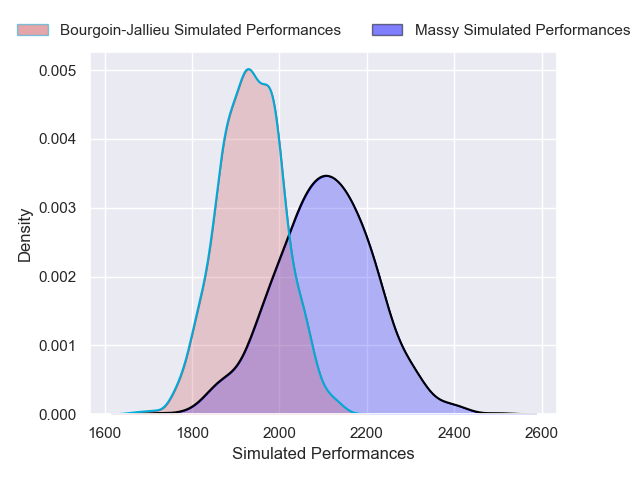 Bourgoin-Jallieu Simulated Performances Massy Simulated Performances
0.005
0.004
0.003
0.002
0.001
0.000
Density
1600 1800 2000 2200 2400 2600
Simulated Performances